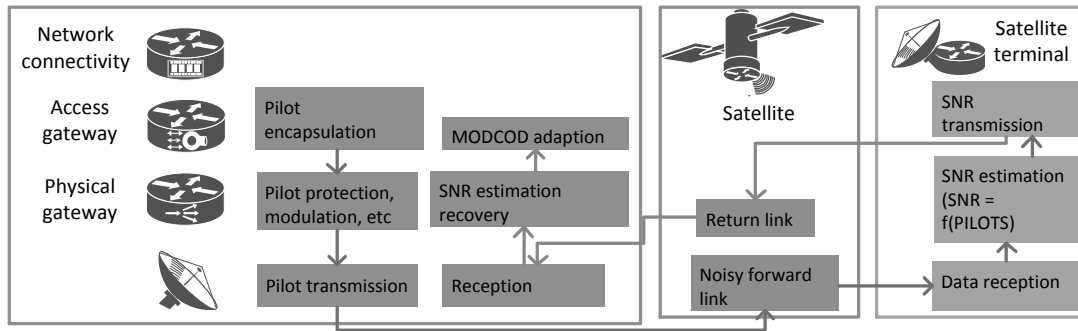 Network
connectivity
Access
gateway
Physical
gateway
Pilot
encapsulation
Pilot protection,
modulation, etc
Pilot transmission
MODCOD adaption
SNR estimation
recovery
Reception
Satellite
Return link
Noisy forward
link
Satellite
terminal
SNR
transmission
SNR estimation
(SNR =
f(PILOTS)
Data reception